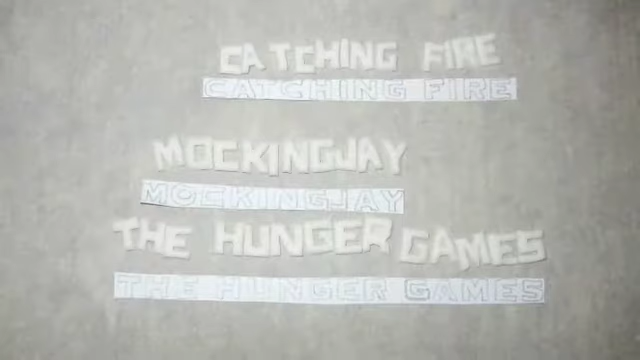 CATCHING FIRE
CATCHING FIRE
MOCKINGJAY
MOCKINGJAY
THE HUNGER GAMES
THE HUNGER GAMES